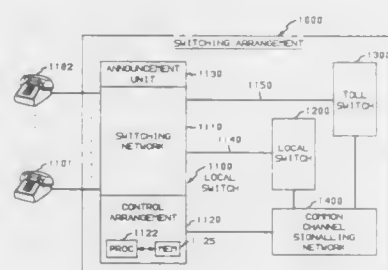 1000
SWITCHING ARRANGEMENT
1102
ANNOUNCEMENT
UNIT
1130
1150
1300
TOLL
SWITCH
1110
SWITCHING
NETWORK
1140
1200
LOCAL
SWITCH
1101
1100
LOCAL
SWITCH
CONTROL
ARRANGEMENT
1120
1122
PROC
MEM
1125
1400
COMMON
CHANNEL
SIGNALLING
NETWORK